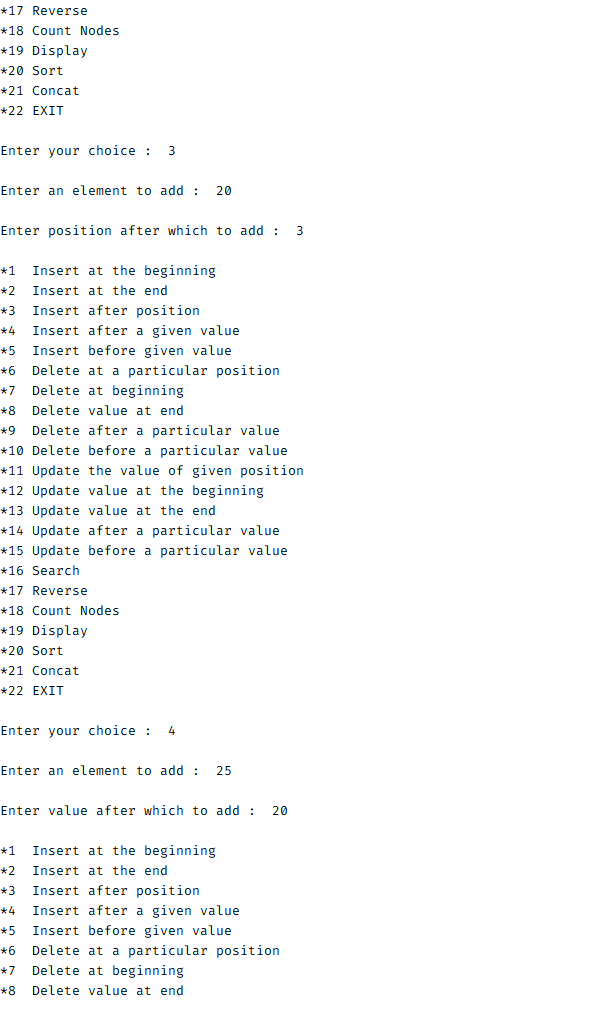 *17 Reverse
*18 Count Nodes
*19 Display
*20 Sort
*21 Concat
*22 EXIT
Enter your choice :  3
Enter an element to add :  20
Enter position after which to add :  3
*1  Insert at the beginning
*2  Insert at the end
*3  Insert after position
*4  Insert after a given value
*5  Insert before given value
*6  Delete at a particular position
*7  Delete at beginning
*8  Delete value at end
*9  Delete after a particular value
*10 Delete before a particular value
*11 Update the value of given position
*12 Update value at the beginning
*13 Update value at the end
*14 Update after a particular value
*15 Update before a particular value
*16 Search
*17 Reverse
*18 Count Nodes
*19 Display
*20 Sort
*21 Concat
*22 EXIT
Enter your choice :  4
Enter an element to add :  25
Enter value after which to add :  20
*1  Insert at the beginning
*2  Insert at the end
*3  Insert after position
*4  Insert after a given value
*5  Insert before given value
*6  Delete at a particular position
*7  Delete at beginning
*8  Delete value at end